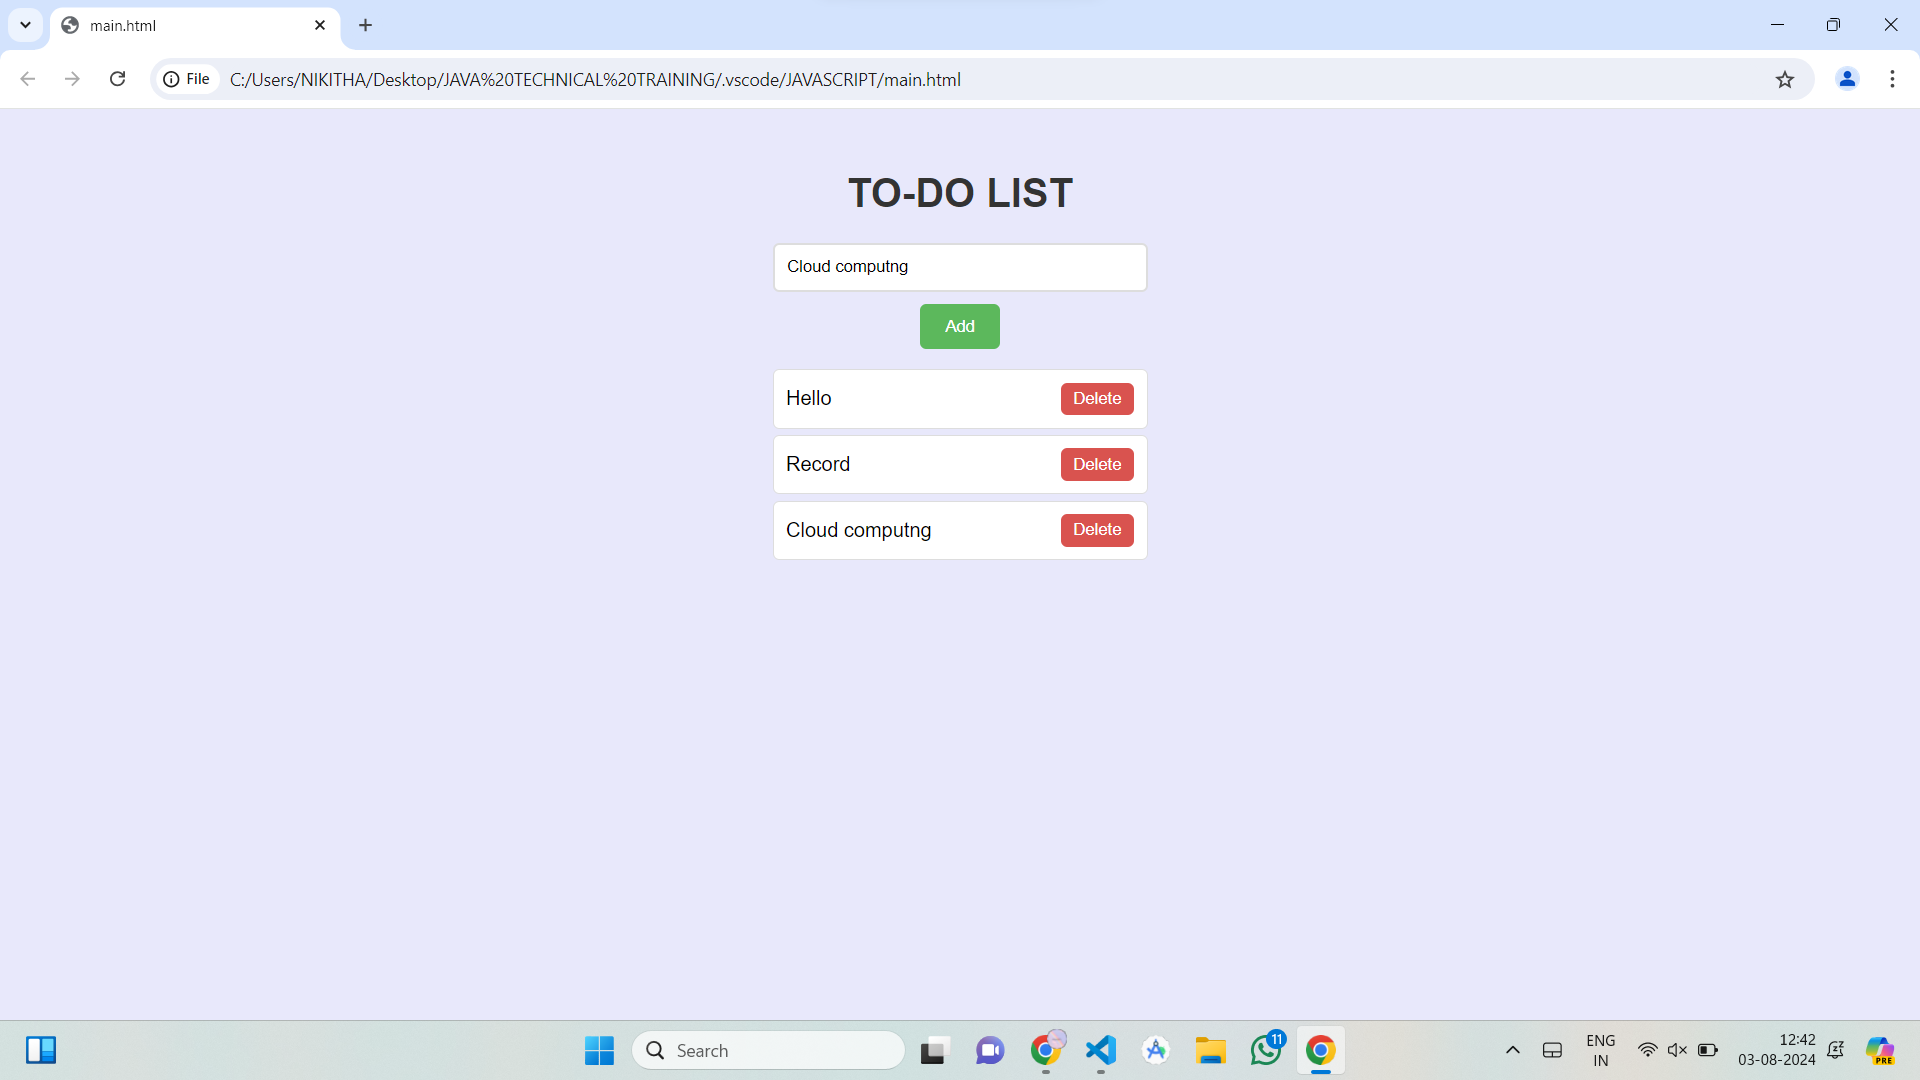 main.html
File
C:/Users/NIKITHA/Desktop/JAVA%20TECHNICAL%20TRAINING/.vscode/JAVASCRIPT/main.html
TO-DO LIST
Cloud computng
Add
Hello Delete
Record Delete
Cloud computng Delete
Search
11
ENG
IN
12:42
03-08-2024
PRE